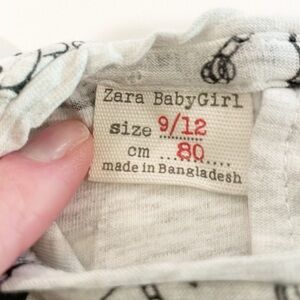 Zara BabyGirl
size 9/12
cm ..80....
made in Bangladesh